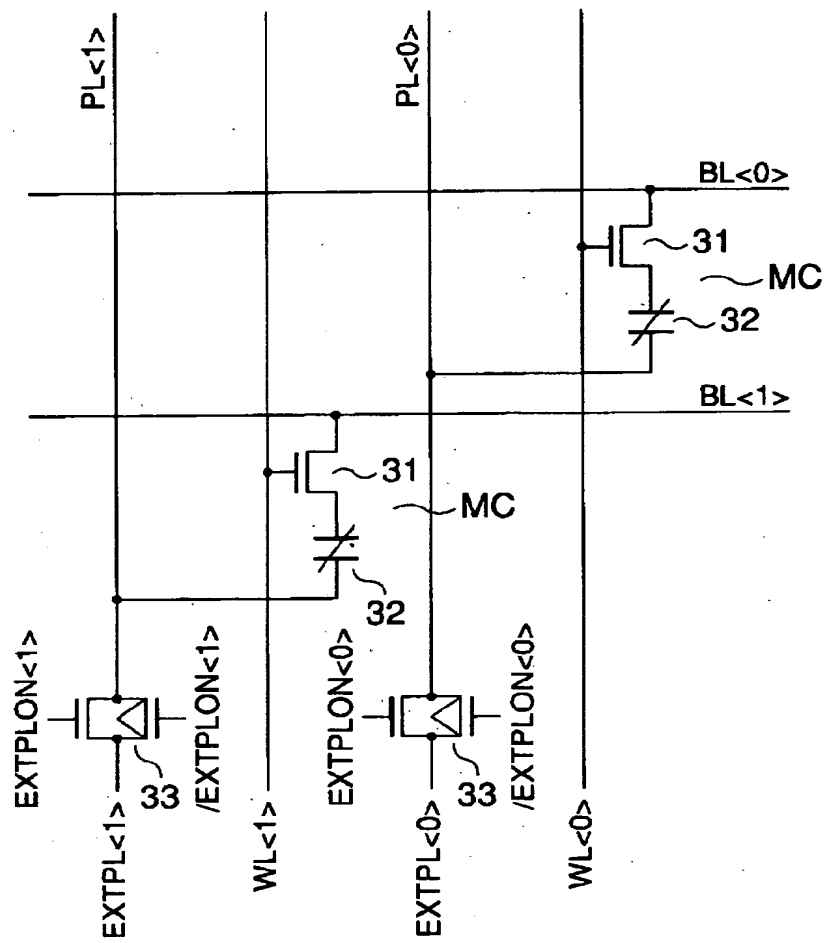 PL<1>
PL<0>
BL<0>
31
MC
32
BL<1>
31
MC
32
EXTPLON<1>
/EXTPLON<1>
EXTPLON<0>
/EXTPLON<0>
33
33
EXTPL<1>
WL<1>
EXTPL<0>
WL<0>